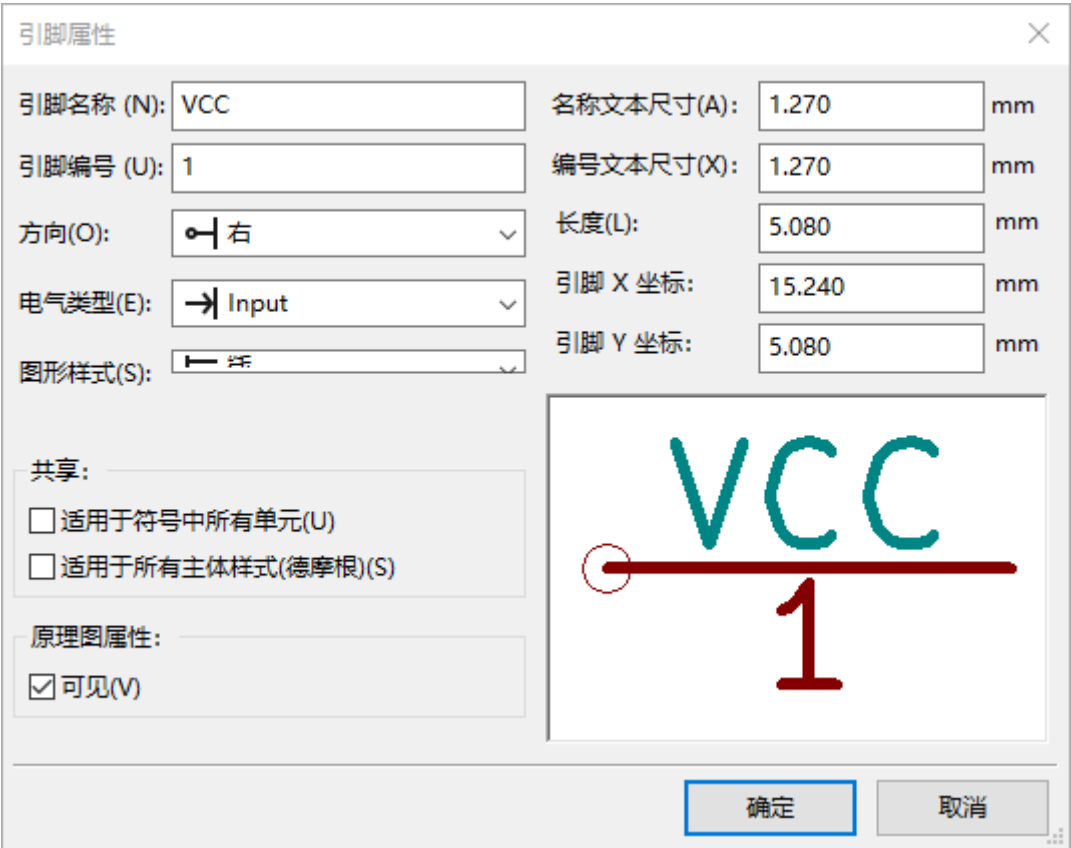 引脚属性
引脚名称 (N): VCC
引脚编号 (U): 1
方向(O): 右
电气类型(E): Input
图形样式(S):
共享:
适用于符号中所有单元(U)
适用于所有主体样式(德摩根)(S)
原理图属性:
可见(V)
名称文本尺寸(A): 1.270 mm
编号文本尺寸(X): 1.270 mm
长度(L): 5.080 mm
引脚 X 坐标: 15.240 mm
引脚 Y 坐标: 5.080 mm
VCC
1
确定
取消